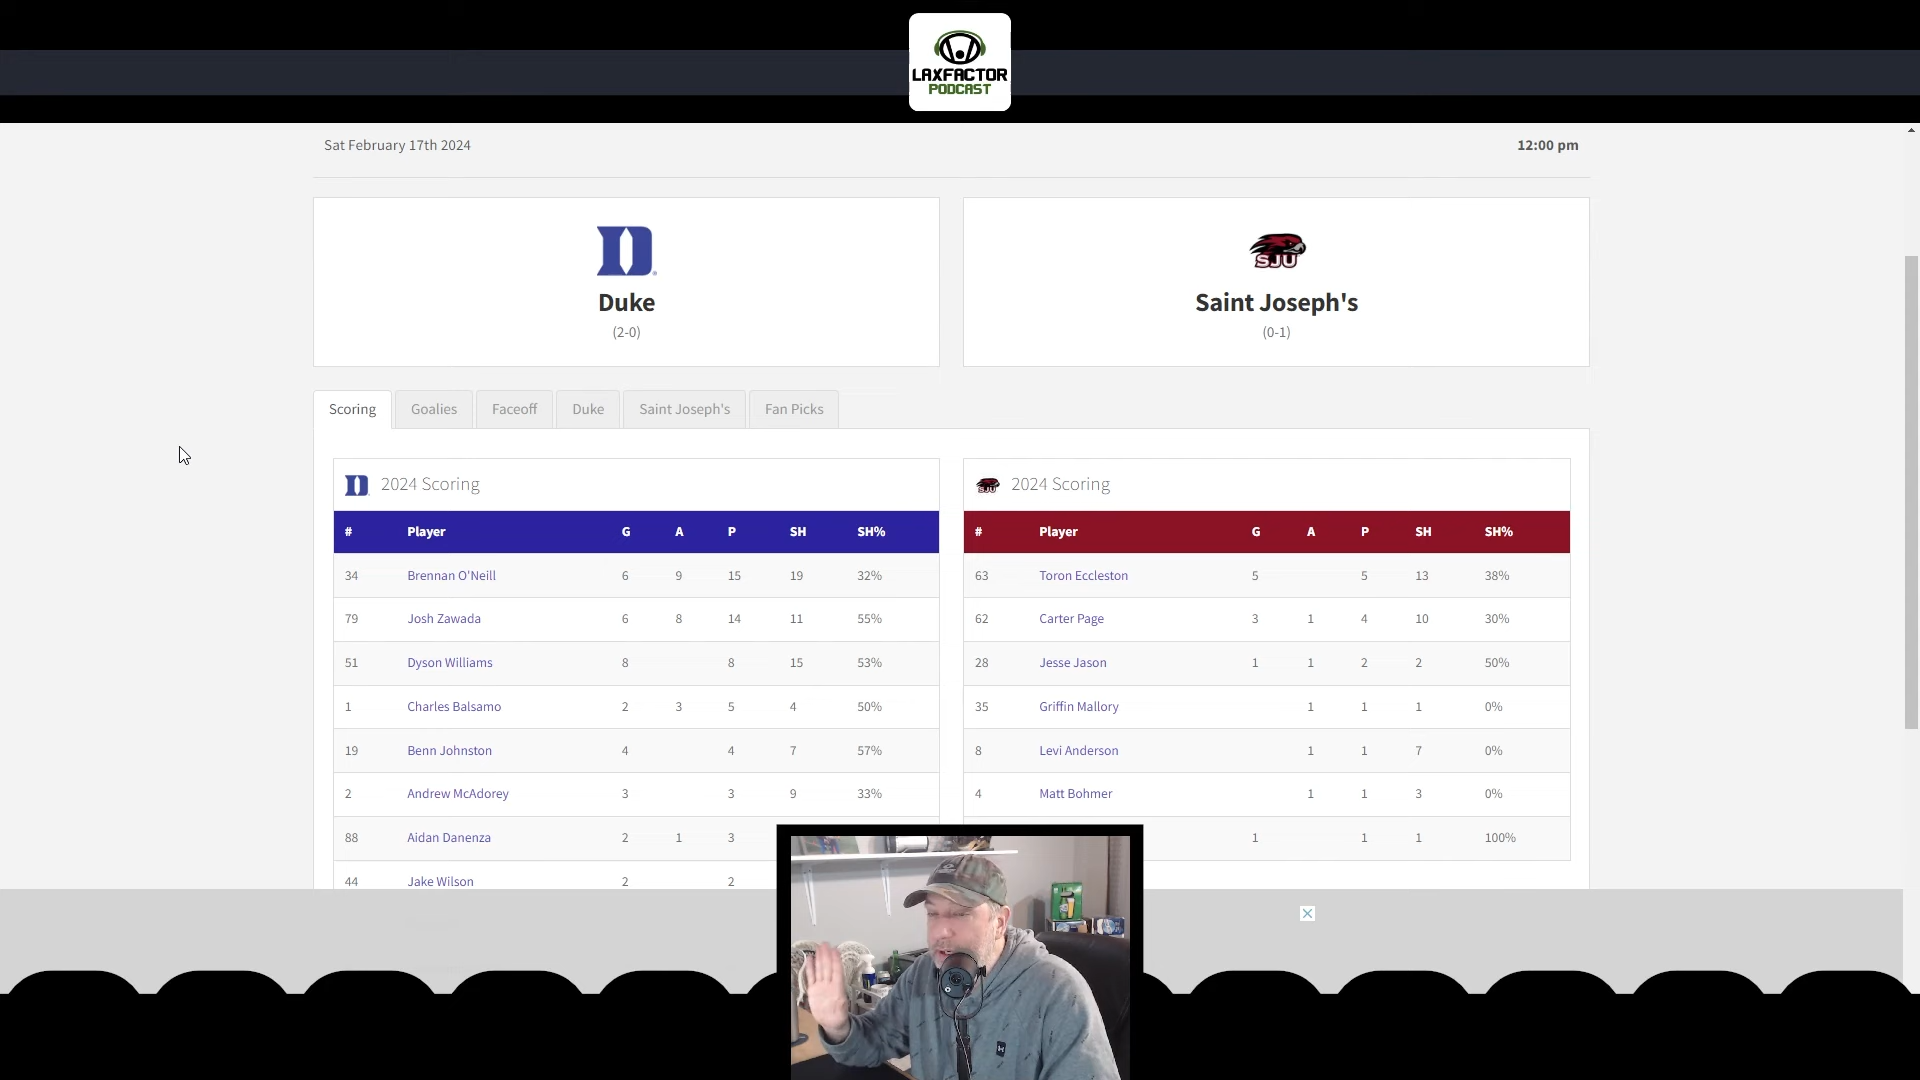 LAXFACTOR
PODCAST
Sat February 17th 2024 12:00 pm
Duke
(2-0)
SJU
Saint Joseph's
(0-1)
Scoring Goalies Faceoff Duke Saint Joseph's Fan Picks
2024 Scoring
# Player G A P SH SH%
34 Brennan O'Neill 6 9 15 19 32%
79 Josh Zawada 6 8 14 11 55%
51 Dyson Williams 8 8 15 53%
1 Charles Balsamo 2 3 5 4 50%
19 Benn Johnston 4 4 7 57%
2 Andrew McAdorey 3 3 9 33%
88 Aidan Danenza 2 1 3
44 Jake Wilson 2 2
SJU
2024 Scoring
# Player G A P SH SH%
63 Toron Eccleston 5 5 13 38%
62 Carter Page 3 1 4 10 30%
28 Jesse Jason 1 1 2 2 50%
35 Griffin Mallory 1 1 1 0%
8 Levi Anderson 1 1 7 0%
4 Matt Bohmer 1 1 3 0%
1 1 1 100%